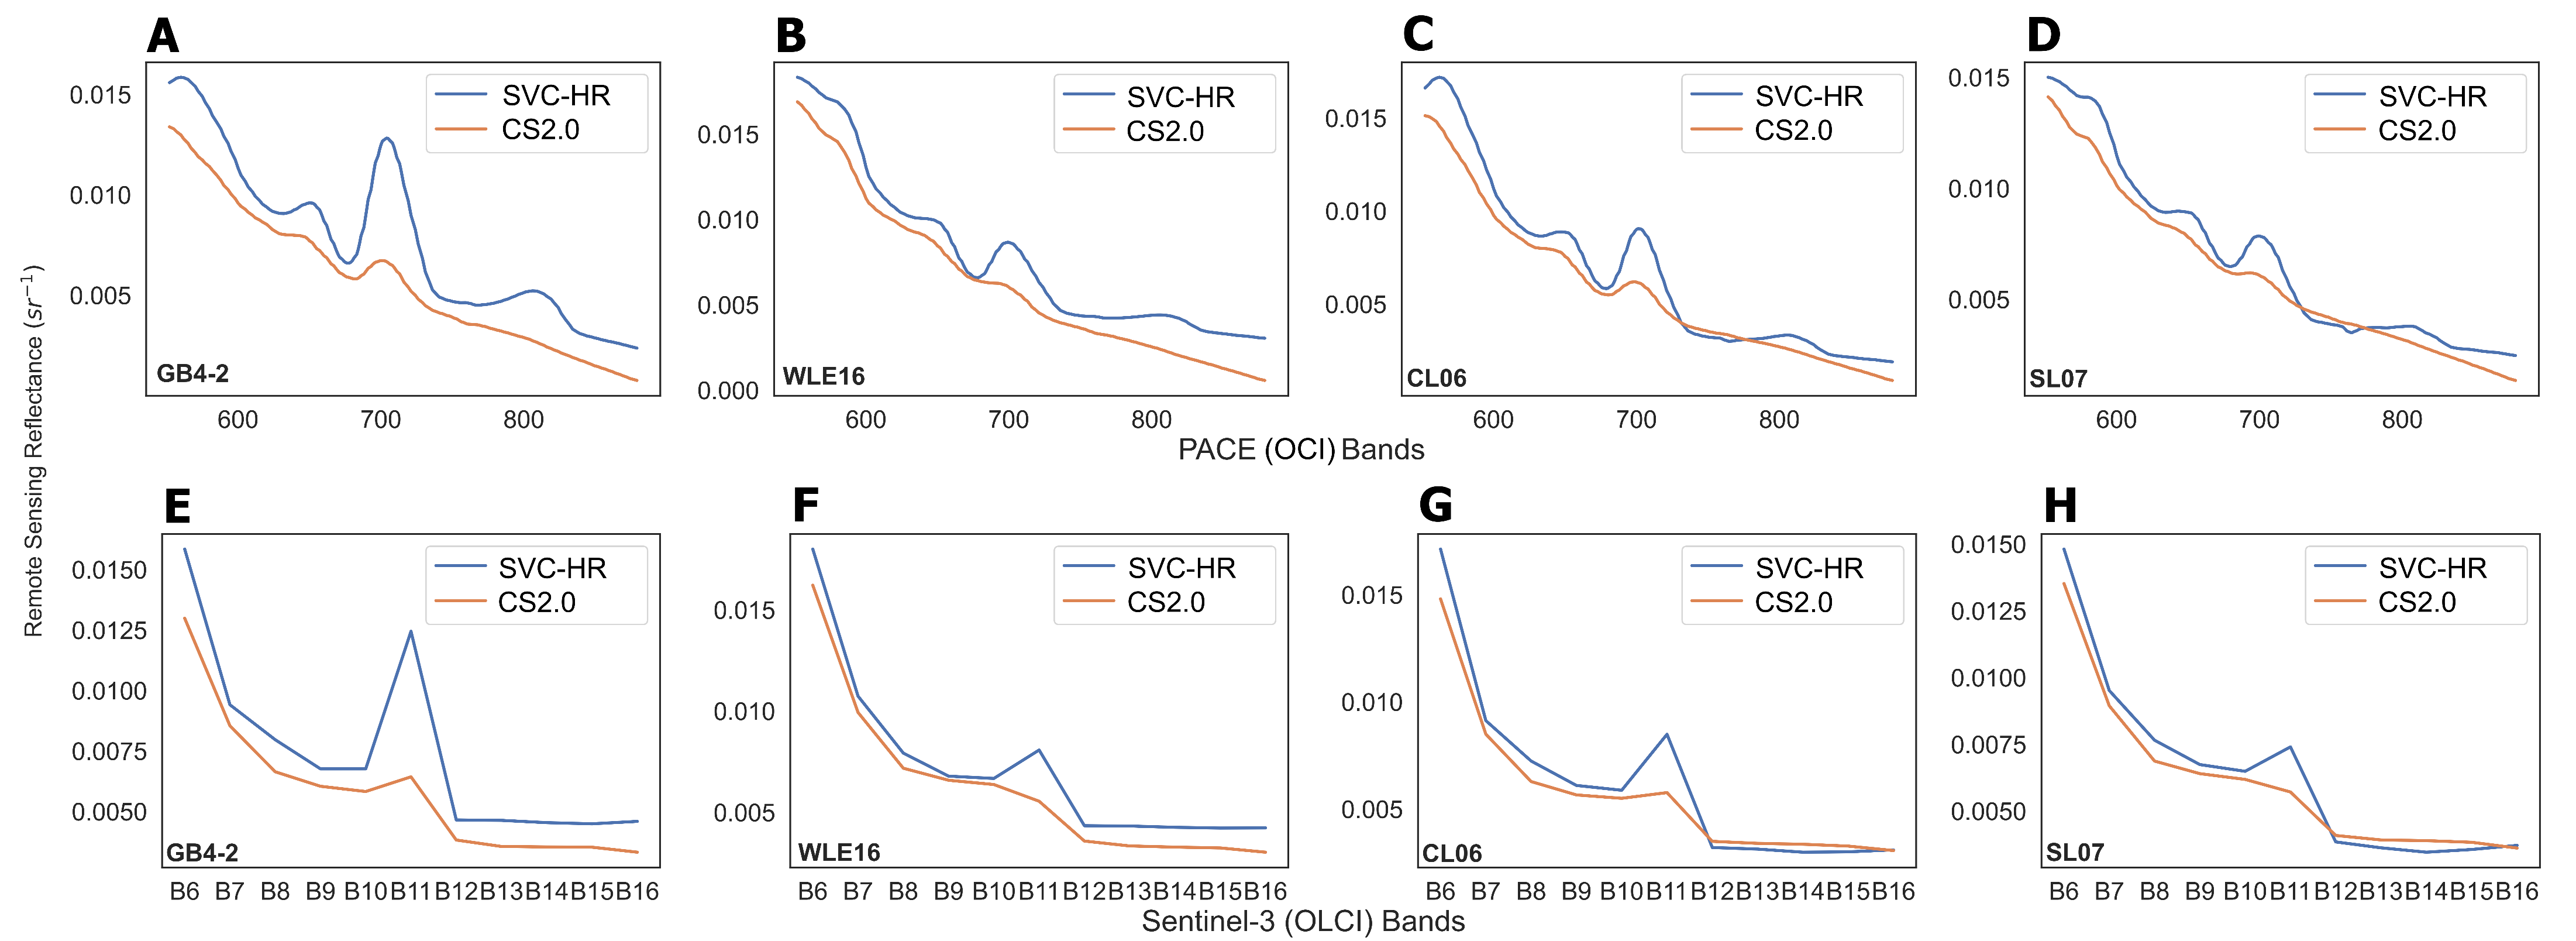 A
B
C
D
Remote Sensing Reflectance (sr⁻¹)
0.015
0.010
0.005
SVC-HR
CS2.0
GB4-2
600 700 800
0.015
0.010
0.005
0.000
SVC-HR
CS2.0
WLE16
600 700 800
0.015
0.010
0.005
SVC-HR
CS2.0
CL06
600 700 800
0.015
0.010
0.005
SVC-HR
CS2.0
SL07
600 700 800
PACE (OCI) Bands
E
F
G
H
0.0150
0.0125
0.0100
0.0075
0.0050
SVC-HR
CS2.0
GB4-2
B6 B7 B8 B9 B10 B11 B12 B13 B14 B15 B16
0.015
0.010
0.005
SVC-HR
CS2.0
WLE16
B6 B7 B8 B9 B10 B11 B12 B13 B14 B15 B16
0.015
0.010
0.005
SVC-HR
CS2.0
CL06
B6 B7 B8 B9 B10 B11 B12 B13 B14 B15 B16
0.0150
0.0125
0.0100
0.0075
0.0050
SVC-HR
CS2.0
SL07
B6 B7 B8 B9 B10 B11 B12 B13 B14 B15 B16
Sentinel-3 (OLCI) Bands